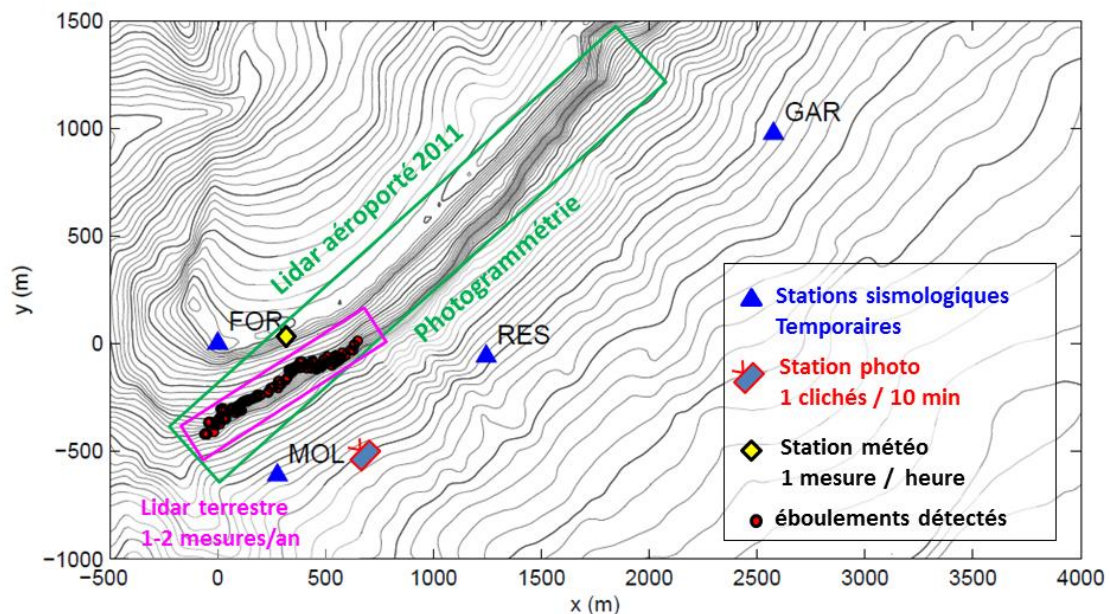 1500
1000
500
0
−500
−1000
y (m)
−500
0
500
1000
1500
2000
2500
3000
3500
4000
x (m)
Lidar aéroporté 2011
Photogrammétrie
GAR
FOR
RES
MOL
Lidar terrestre
1-2 mesures/an
Stations sismologiques
Temporaires
Station photo
1 clichés / 10 min
Station météo
1 mesure / heure
éboulements détectés